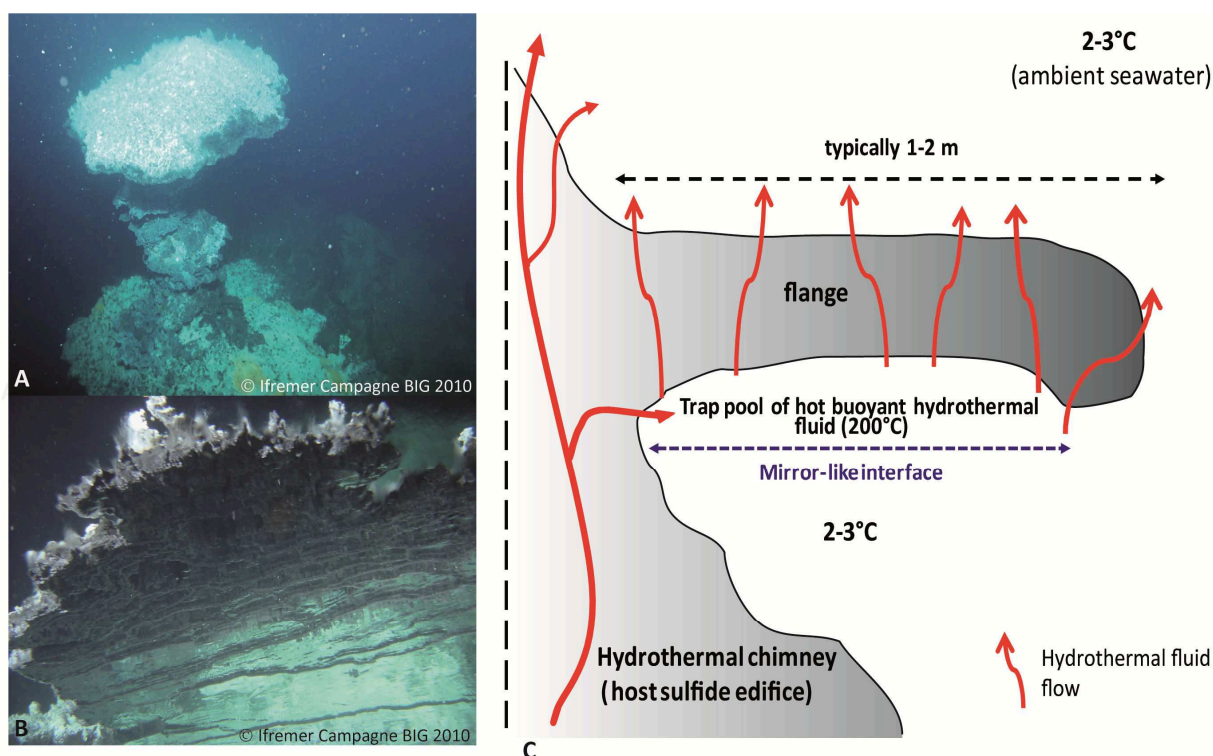 A
© Ifremer Campagne BIG 2010
B
© Ifremer Campagne BIG 2010
2-3°C
(ambient seawater)
typically 1-2 m
flange
Trap pool of hot buoyant hydrothermal
fluid (200°C)
Mirror-like interface
2-3°C
Hydrothermal chimney
(host sulfide edifice)
Hydrothermal fluid
flow
C